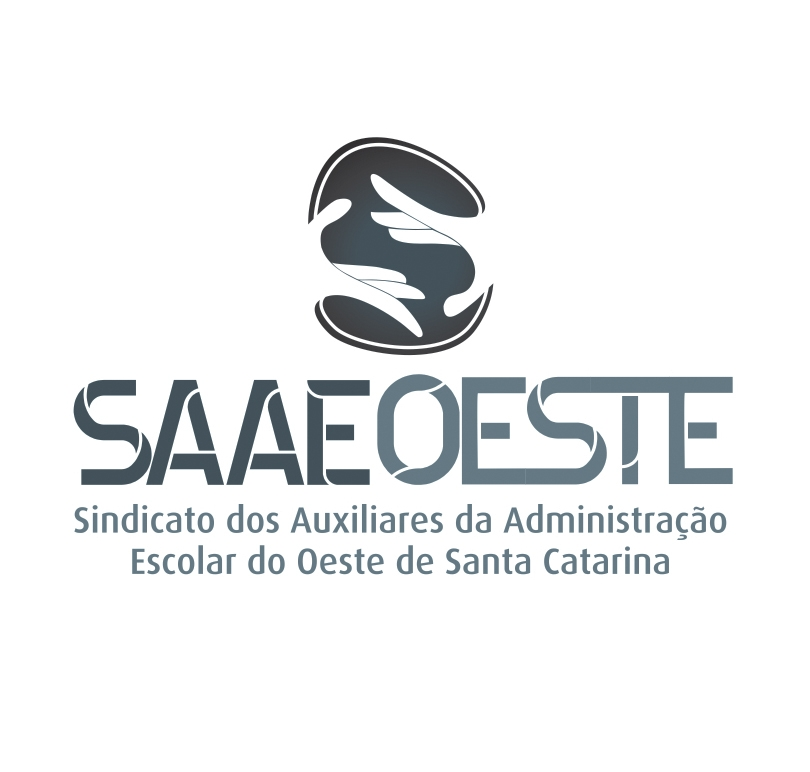 SAAEOESTE
Sindicato dos Auxiliares da Administração
Escolar do Oeste de Santa Catarina